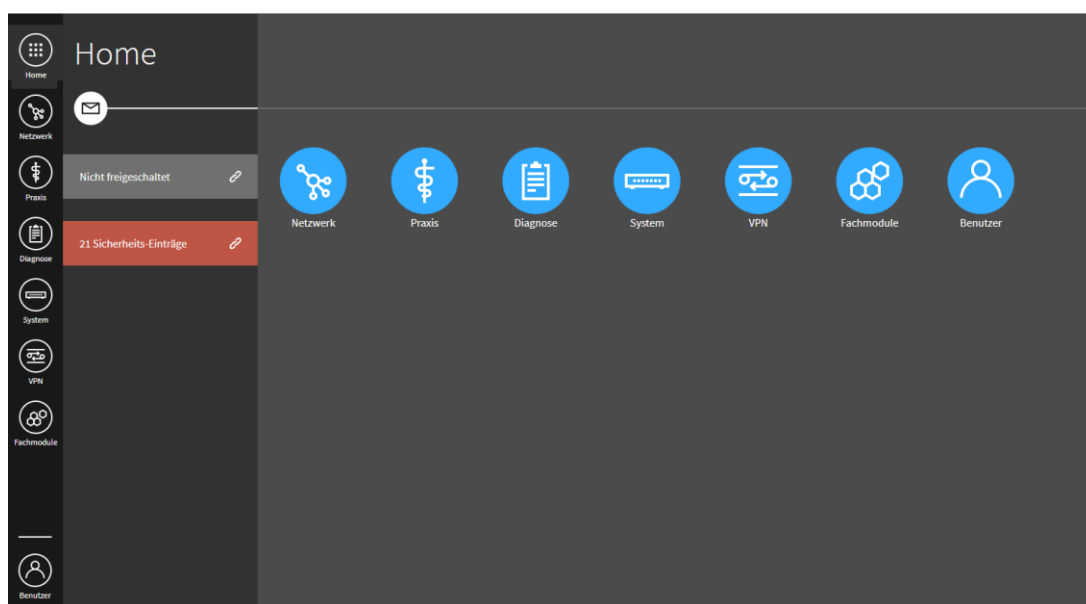 Home
Netzwerk
Praxis
Diagnose
System
VPN
Fachmodule
Benutzer
Home
Nicht freigeschaltet
21 Sicherheits-Einträge
Netzwerk
Praxis
Diagnose
System
VPN
Fachmodule
Benutzer